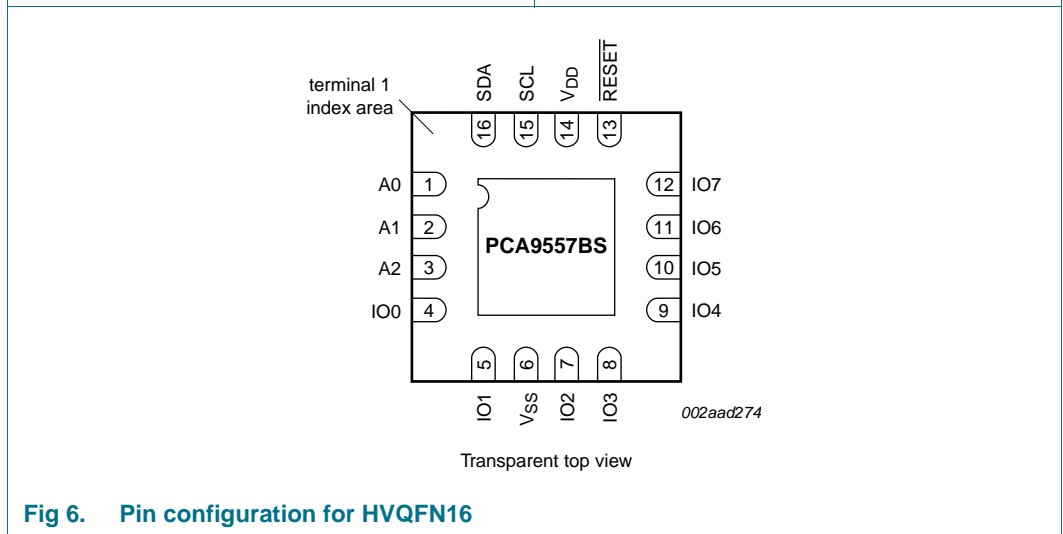 terminal 1
index area
SDA
SCL
VDD
RESET
16
15
14
13
A0 1
12 IO7
A1 2
11 IO6
PCA9557BS
A2 3
10 IO5
IO0 4
9 IO4
5
6
7
8
IO1
VSS
IO2
IO3
002aad274
Transparent top view
Fig 6. Pin configuration for HVQFN16